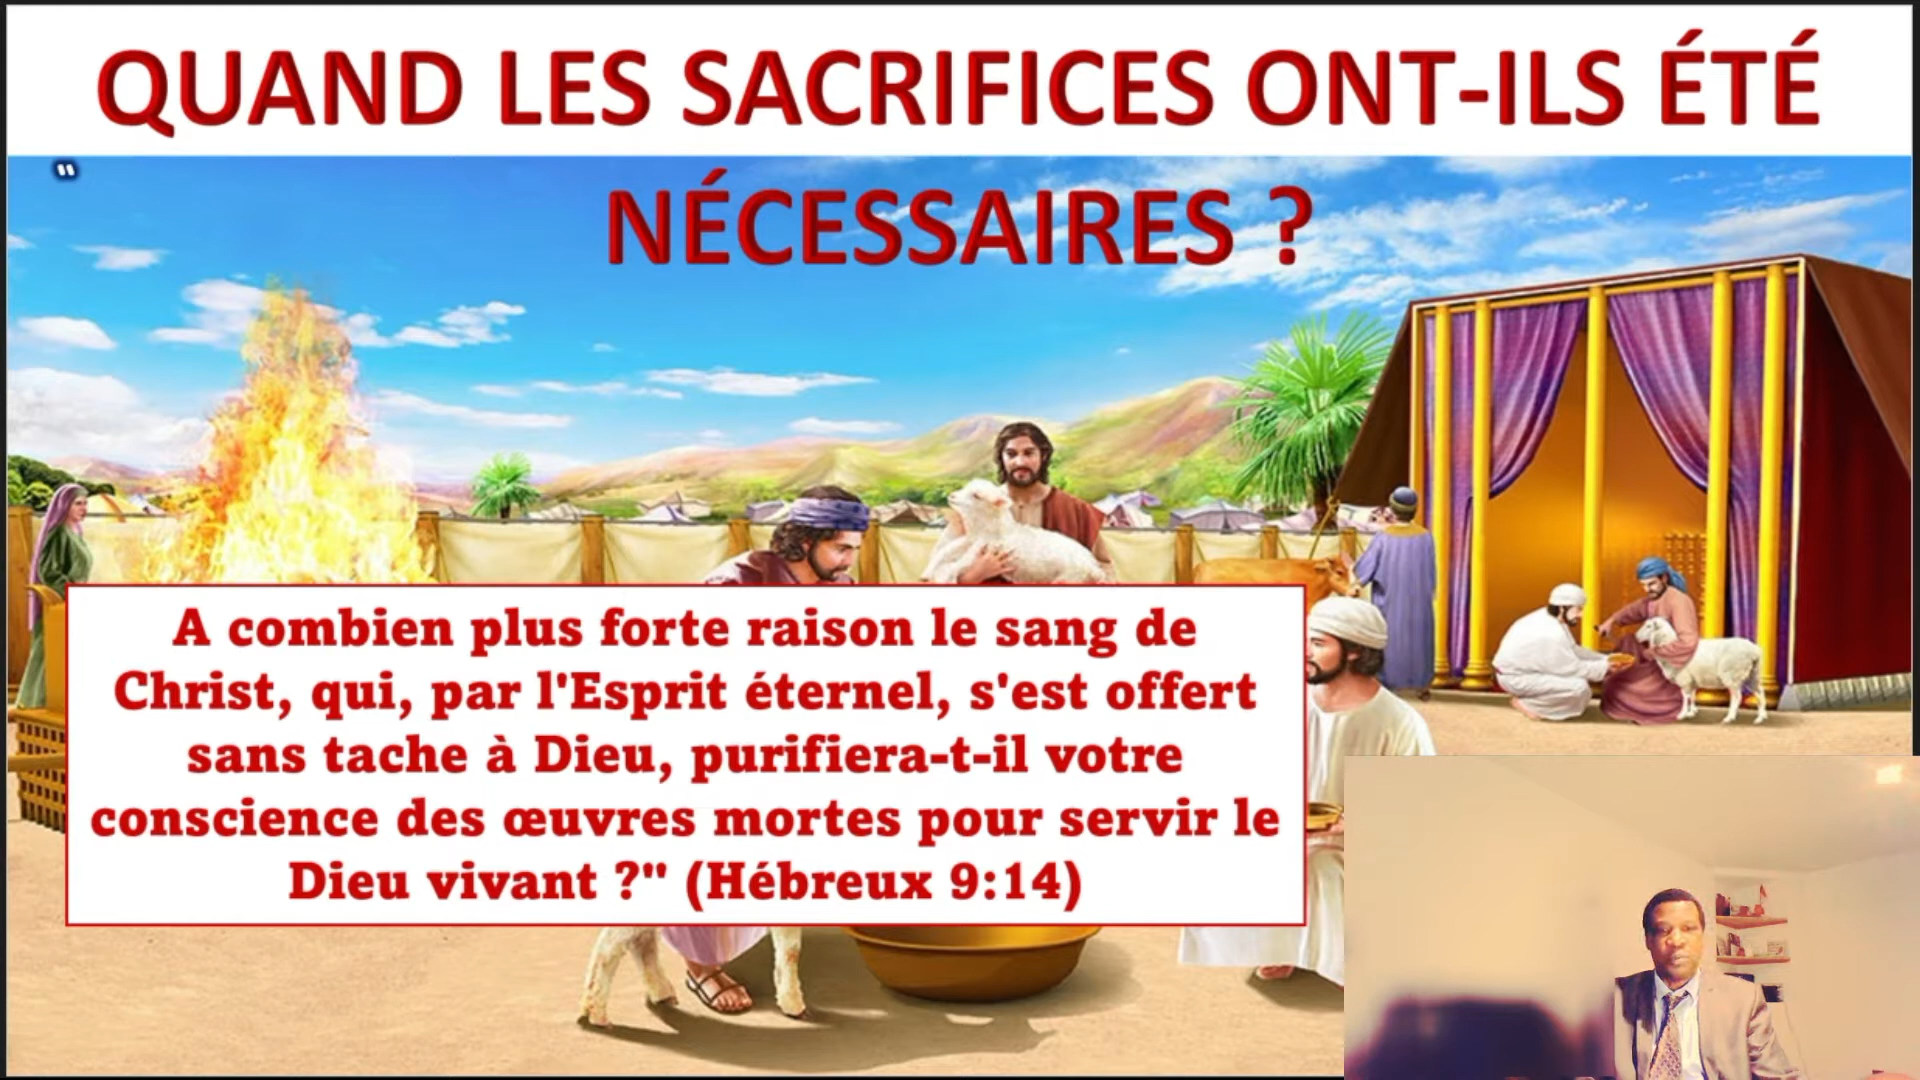 QUAND LES SACRIFICES ONT-ILS ÉTÉ
"
NÉCESSAIRES ?
A combien plus forte raison le sang de
Christ, qui, par l'Esprit éternel, s'est offert
sans tache à Dieu, purifiera-t-il votre
conscience des œuvres mortes pour servir le
Dieu vivant ?" (Hébreux 9:14)